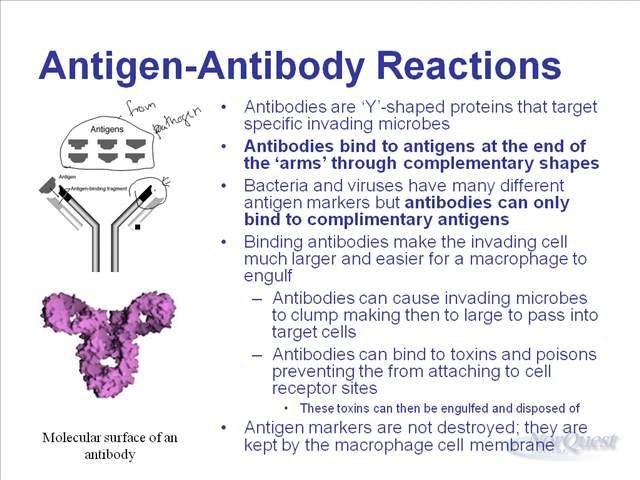 Antigen-Antibody Reactions
from
pathogen
Antigens
Antigen
Antigen-binding fragment
Molecular surface of an
antibody
• Antibodies are ‘Y’-shaped proteins that target
specific invading microbes
• Antibodies bind to antigens at the end of
the ‘arms’ through complementary shapes
• Bacteria and viruses have many different
antigen markers but antibodies can only
bind to complimentary antigens
• Binding antibodies make the invading cell
much larger and easier for a macrophage to
engulf
– Antibodies can cause invading microbes
to clump making then to large to pass into
target cells
– Antibodies can bind to toxins and poisons
preventing the from attaching to cell
receptor sites
• These toxins can then be engulfed and disposed of
• Antigen markers are not destroyed; they are
kept by the macrophage cell membrane
NorQuest